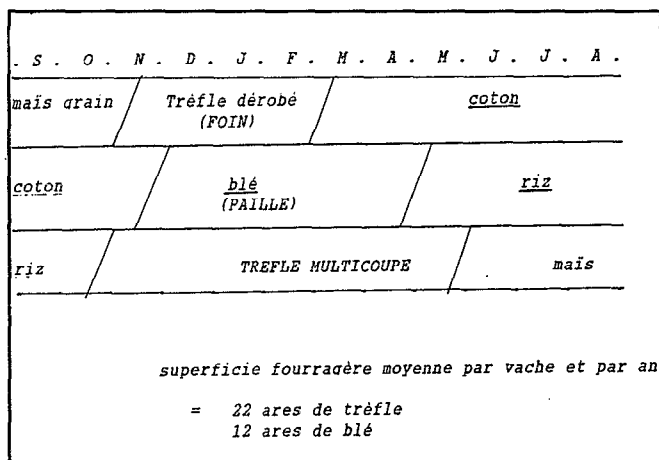 . S . O . N . D . J . F . M . A . M . J . J . A .
maïs grain Trèfle dérobé coton
(FOIN)
coton blé riz
(PAILLE)
riz TREFLE MULTICOUPE maïs
superficie fourragère moyenne par vache et par an
= 22 ares de trèfle
12 ares de blé